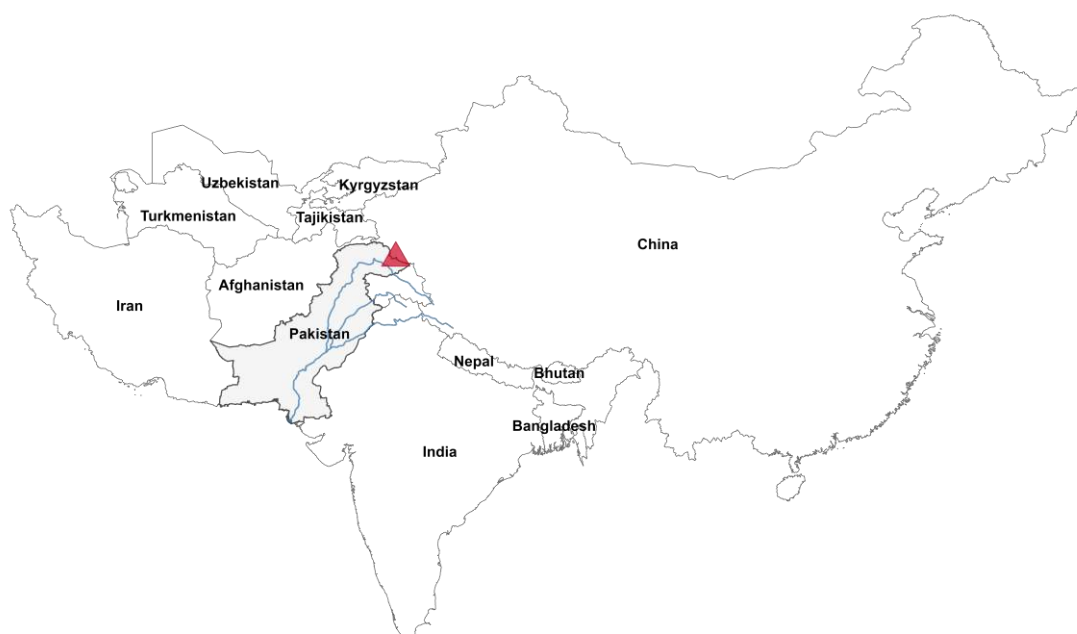 Uzbekistan
Kyrgyzstan
Turkmenistan
Tajikistan
China
Afghanistan
Iran
Pakistan
Nepal
Bhutan
Bangladesh
India